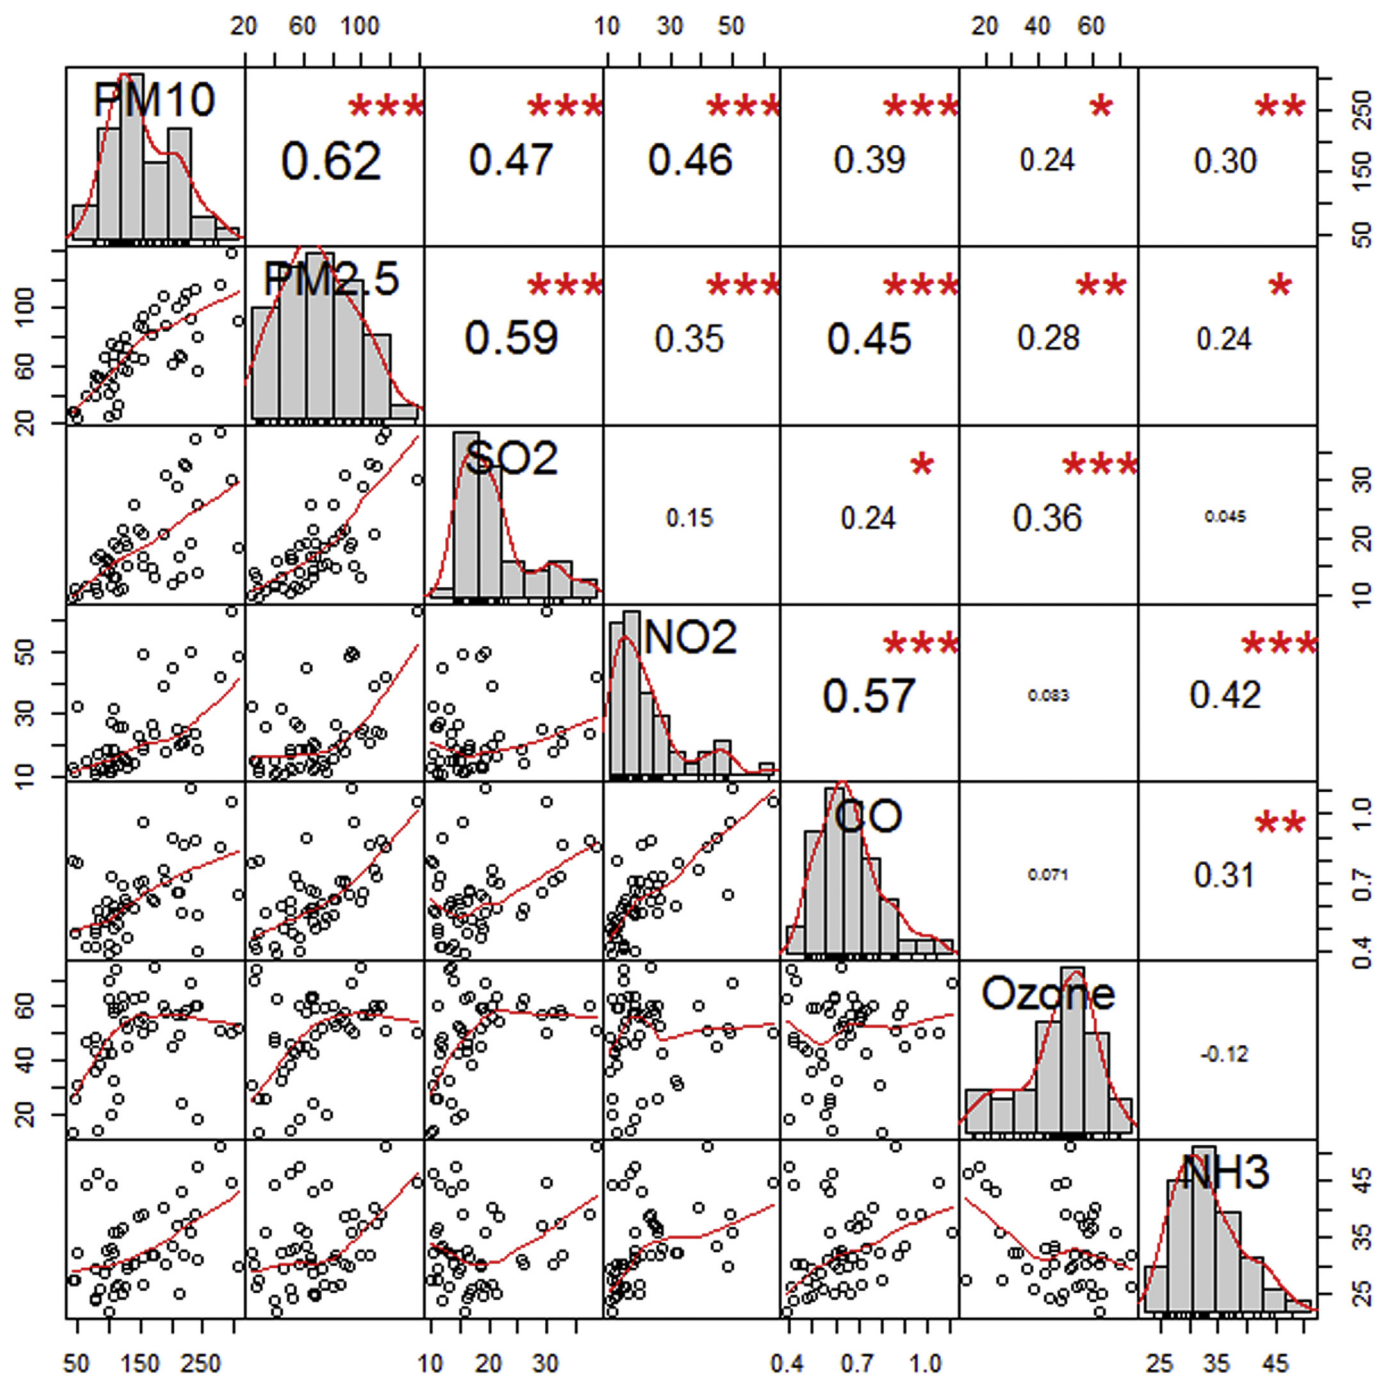 20 60 100 10 30 50 20 40 60
PM10 *** 0.62 *** 0.47 *** 0.46 *** 0.39 * 0.24 ** 0.30 50 150 250
20 60 100 PM2.5 *** 0.59 *** 0.35 *** 0.45 ** 0.28 * 0.24
SO2 0.15 * 0.24 *** 0.36 0.045 10 20 30
10 30 50 NO2 *** 0.57 0.083 *** 0.42
CO 0.071 ** 0.31 0.4 0.7 1.0
20 40 60 Ozone -0.12
NH3 25 35 45
50 150 250 10 20 30 0.4 0.7 1.0 25 35 45